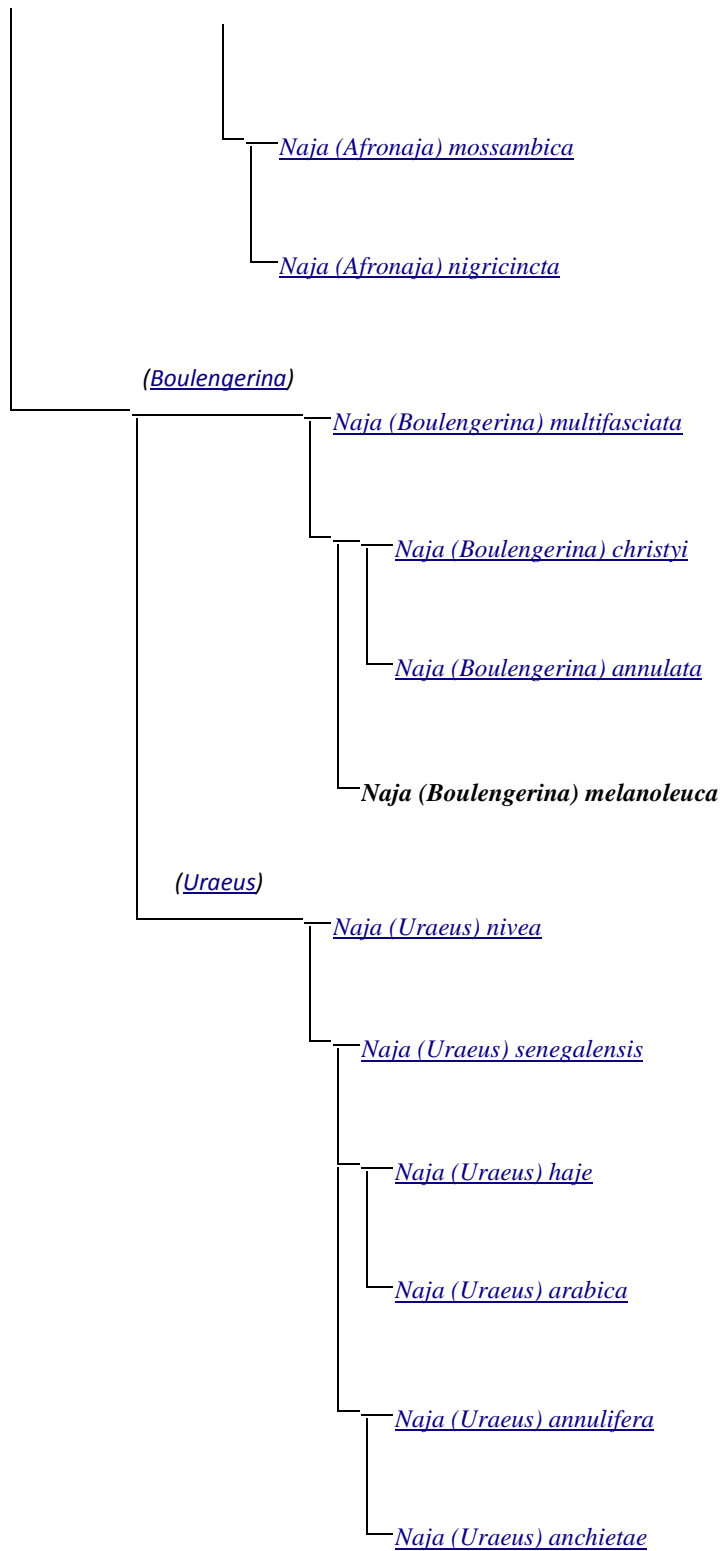 Naja (Afronaja) mossambica
Naja (Afronaja) nigricincta
(Boulengerina)
Naja (Boulengerina) multifasciata
Naja (Boulengerina) christyi
Naja (Boulengerina) annulata
Naja (Boulengerina) melanoleuca
(Uraeus)
Naja (Uraeus) nivea
Naja (Uraeus) senegalensis
Naja (Uraeus) haje
Naja (Uraeus) arabica
Naja (Uraeus) annulifera
Naja (Uraeus) anchietae